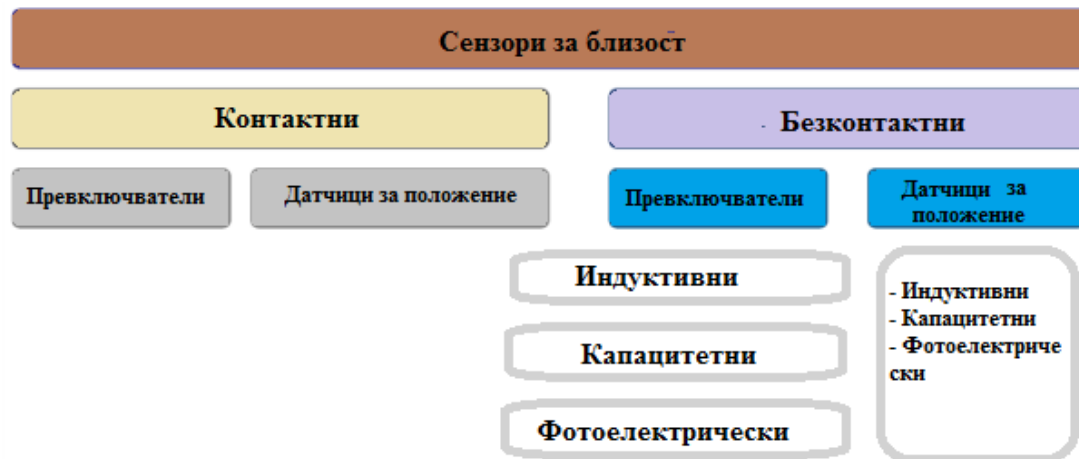 Сензори за близост
Контактни
- Безконтактни
Превключватели
Датчици за положение
Превключватели
Датчици за
положение
Индуктивни
Капацитетни
Фотоелектрически
- Индуктивни
- Капацитетни
- Фотоелектриче
ски